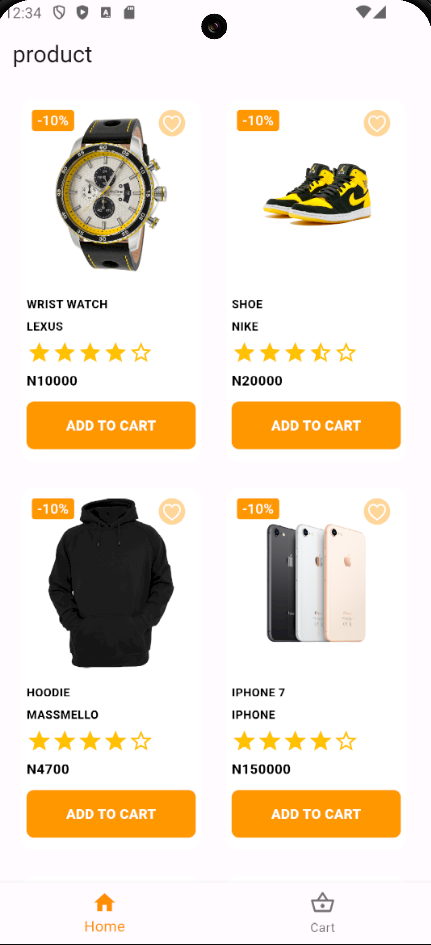 12:34
product
-10%
-10%
WRIST WATCH
LEXUS
N10000
ADD TO CART
SHOE
NIKE
N20000
ADD TO CART
-10%
-10%
HOODIE
MASSMELLO
N4700
ADD TO CART
IPHONE 7
IPHONE
N150000
ADD TO CART
Home
Cart